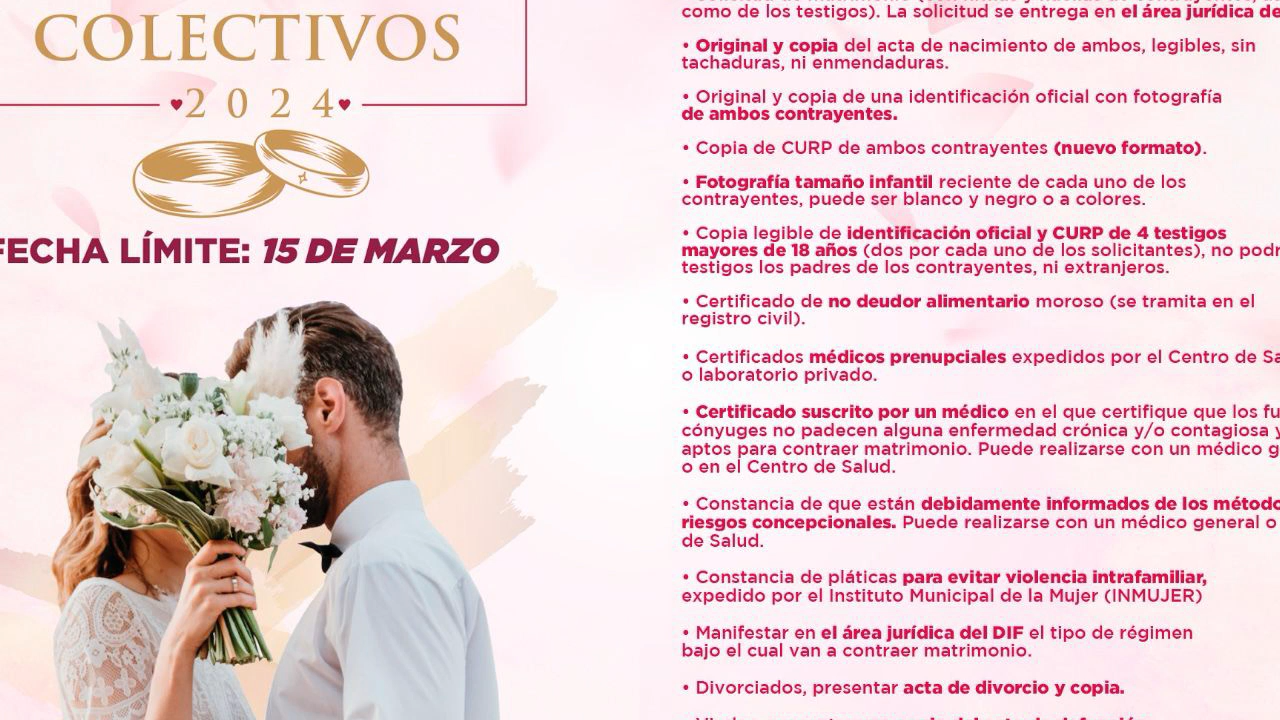 COLECTIVOS
2024
FECHA LÍMITE: 15 DE MARZO
como de los testigos). La solicitud se entrega en el área jurídica de
• Original y copia del acta de nacimiento de ambos, legibles, sin
tachaduras, ni enmendaduras.
• Original y copia de una identificación oficial con fotografía
de ambos contrayentes.
• Copia de CURP de ambos contrayentes (nuevo formato).
• Fotografía tamaño infantil reciente de cada uno de los
contrayentes, puede ser blanco y negro o a colores.
• Copia legible de identificación oficial y CURP de 4 testigos
mayores de 18 años (dos por cada uno de los solicitantes), no podr
testigos los padres de los contrayentes, ni extranjeros.
• Certificado de no deudor alimentario moroso (se tramita en el
registro civil).
• Certificados médicos prenupciales expedidos por el Centro de Sa
o laboratorio privado.
• Certificado suscrito por un médico en el que certifique que los fu
cónyuges no padecen alguna enfermedad crónica y/o contagiosa y
aptos para contraer matrimonio. Puede realizarse con un médico g
o en el Centro de Salud.
• Constancia de que están debidamente informados de los método
riesgos concepcionales. Puede realizarse con un médico general o
de Salud.
• Constancia de pláticas para evitar violencia intrafamiliar,
expedido por el Instituto Municipal de la Mujer (INMUJER)
• Manifestar en el área jurídica del DIF el tipo de régimen
bajo el cual van a contraer matrimonio.
• Divorciados, presentar acta de divorcio y copia.